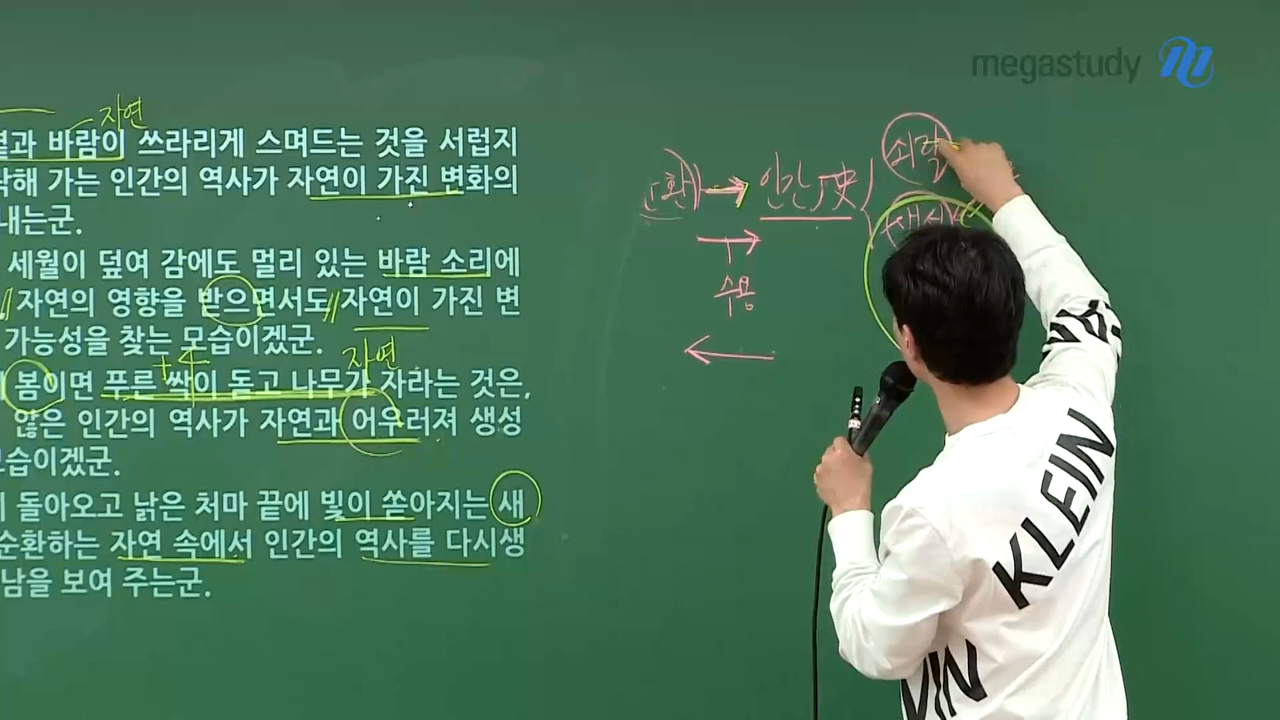 megastudy
자연
볕과 바람이 쓰라리게 스며드는 것을 서럽지
락해 가는 인간의 역사가 자연이 가진 변화의
내는군.
세월이 덮여 감에도 멀리 있는 바람 소리에
자연의 영향을 받으면서도 자연이 가진 변
가능성을 찾는 모습이겠군.
자연
봄이면 푸른 싹이 돋고 나무가 자라는 것은,
않은 인간의 역사가 자연과 어우러져 생성
모습이겠군.
돌아오고 낡은 처마 끝에 빛이 쏟아지는 새
순환하는 자연 속에서 인간의 역사를 다시생
남을 보여 주는군.
순환 → 인간 史
쇠락
수용
KLEIN